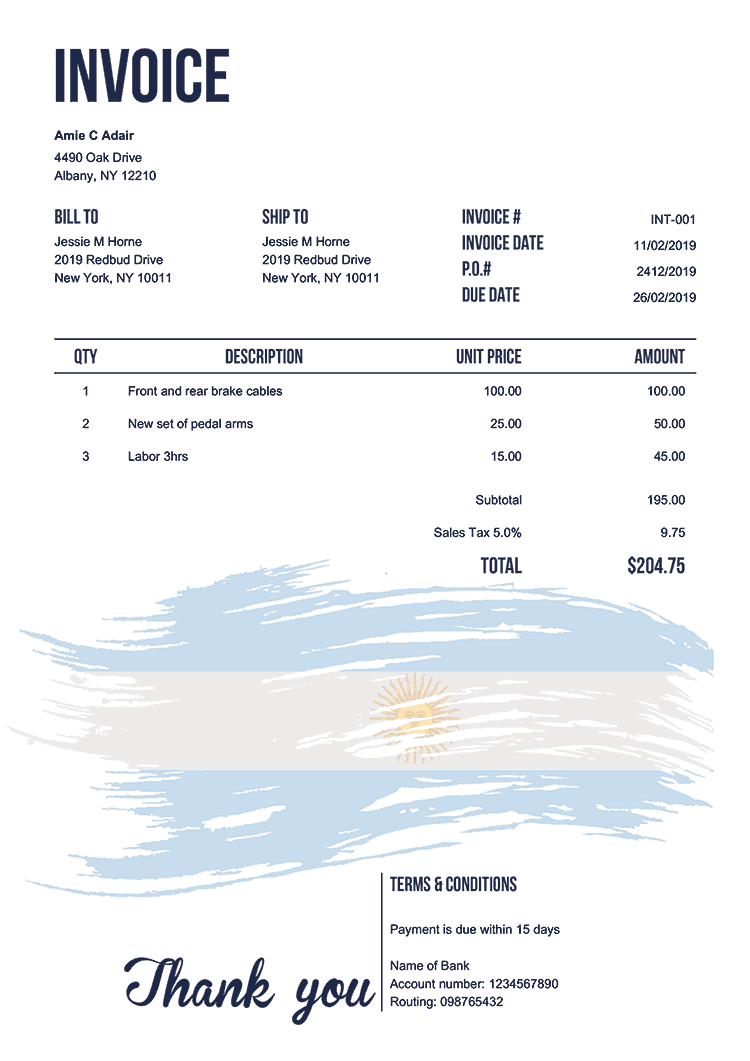 INVOICE
Amie C Adair
4490 Oak Drive
Albany, NY 12210
BILL TO
Jessie M Horne
2019 Redbud Drive
New York, NY 10011
SHIP TO
Jessie M Horne
2019 Redbud Drive
New York, NY 10011
INVOICE # INT-001
INVOICE DATE 11/02/2019
P.O.# 2412/2019
DUE DATE 26/02/2019
QTY DESCRIPTION UNIT PRICE AMOUNT
1 Front and rear brake cables 100.00 100.00
2 New set of pedal arms 25.00 50.00
3 Labor 3hrs 15.00 45.00
Subtotal 195.00
Sales Tax 5.0% 9.75
TOTAL $204.75
TERMS & CONDITIONS
Payment is due within 15 days
Name of Bank
Account number: 1234567890
Routing: 098765432
Thank you